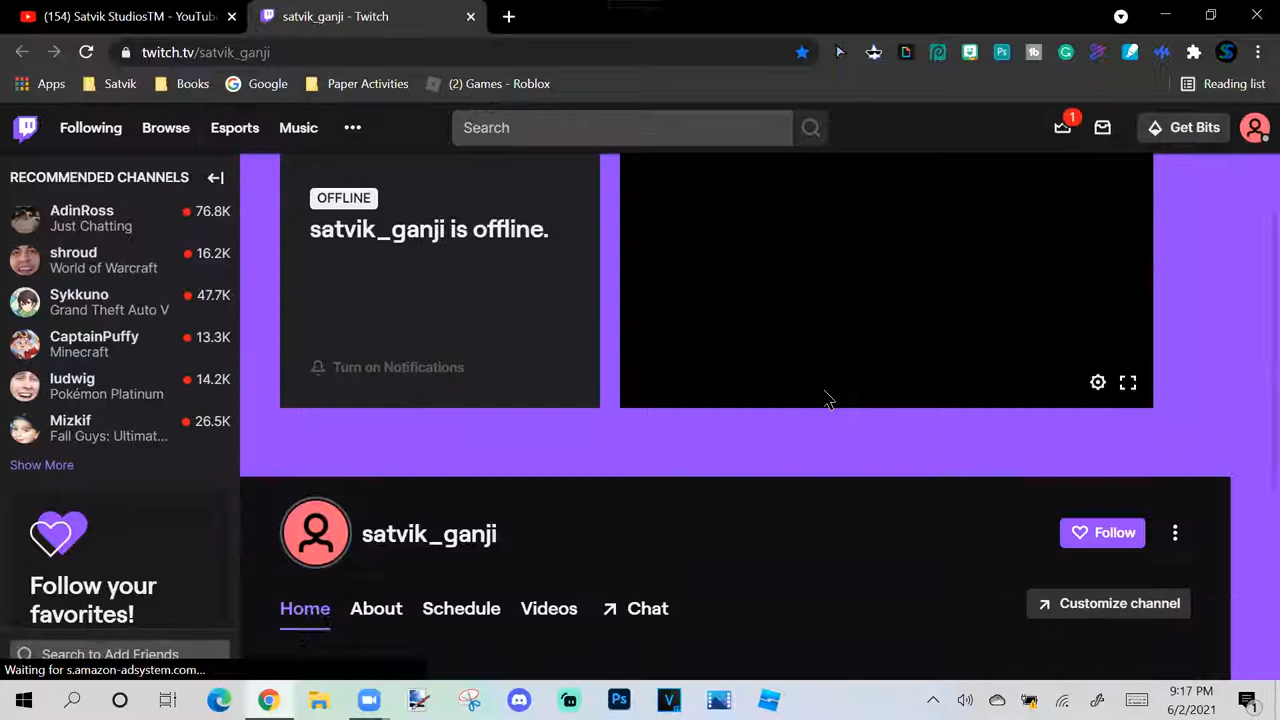 (154) Satvik StudiosTM - YouTub
satvik_ganji - Twitch
twitch.tv/satvik_ganji
Apps
Satvik
Books
Google
Paper Activities
(2) Games - Roblox
Reading list
Following
Browse
Esports
Music
Search
1
Get Bits
RECOMMENDED CHANNELS
AdinRoss
76.8K
Just Chatting
shroud
16.2K
World of Warcraft
Sykkuno
47.7K
Grand Theft Auto V
CaptainPuffy
13.3K
Minecraft
ludwig
14.2K
Pokémon Platinum
Mizkif
26.5K
Fall Guys: Ultimat...
Show More
Follow your
favorites!
Search to Add Friends
OFFLINE
satvik_ganji is offline.
Turn on Notifications
satvik_ganji
Follow
Home
About
Schedule
Videos
Chat
Customize channel
Waiting for s.amazon-adsystem.com...
Ps
V
9:17 PM
6/2/2021
1